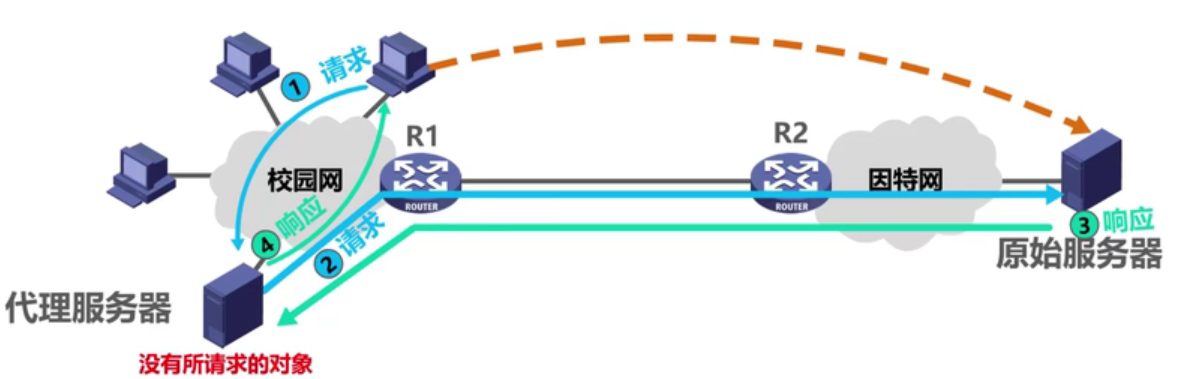 1 请求
R1
R2
校园网
ROUTER
ROUTER
因特网
4 响应
2 请求
3 响应
原始服务器
代理服务器
没有所请求的对象